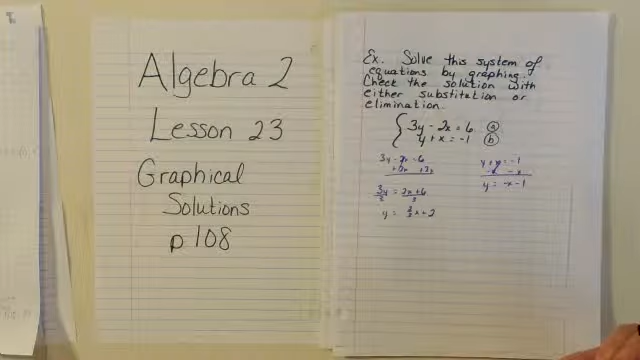 Algebra 2
Lesson 23
Graphical
Solutions
p 108
Ex. Solve this system of
equations by graphing.
Check the solution with
either substitution or
elimination.
3y - 2x = 6 (a)
y + x = -1 (b)
3y - 2x = 6
+2x +2x
3y = 2x + 6
3 3
y = 2/3 x + 2
y + x = -1
-x -x
y = -x - 1